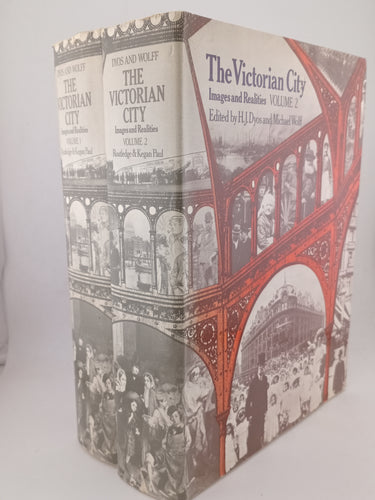 DYOS AND WOLFF
THE
VICTORIAN
CITY
Images and Realities
VOLUME 1
Routledge & Kegan Paul
DYOS AND WOLFF
THE
VICTORIAN
CITY
Images and Realities
VOLUME 2
Routledge & Kegan Paul
The Victorian City
Images and Realities VOLUME 2
Edited by H.J. Dyos and Michael Wolff